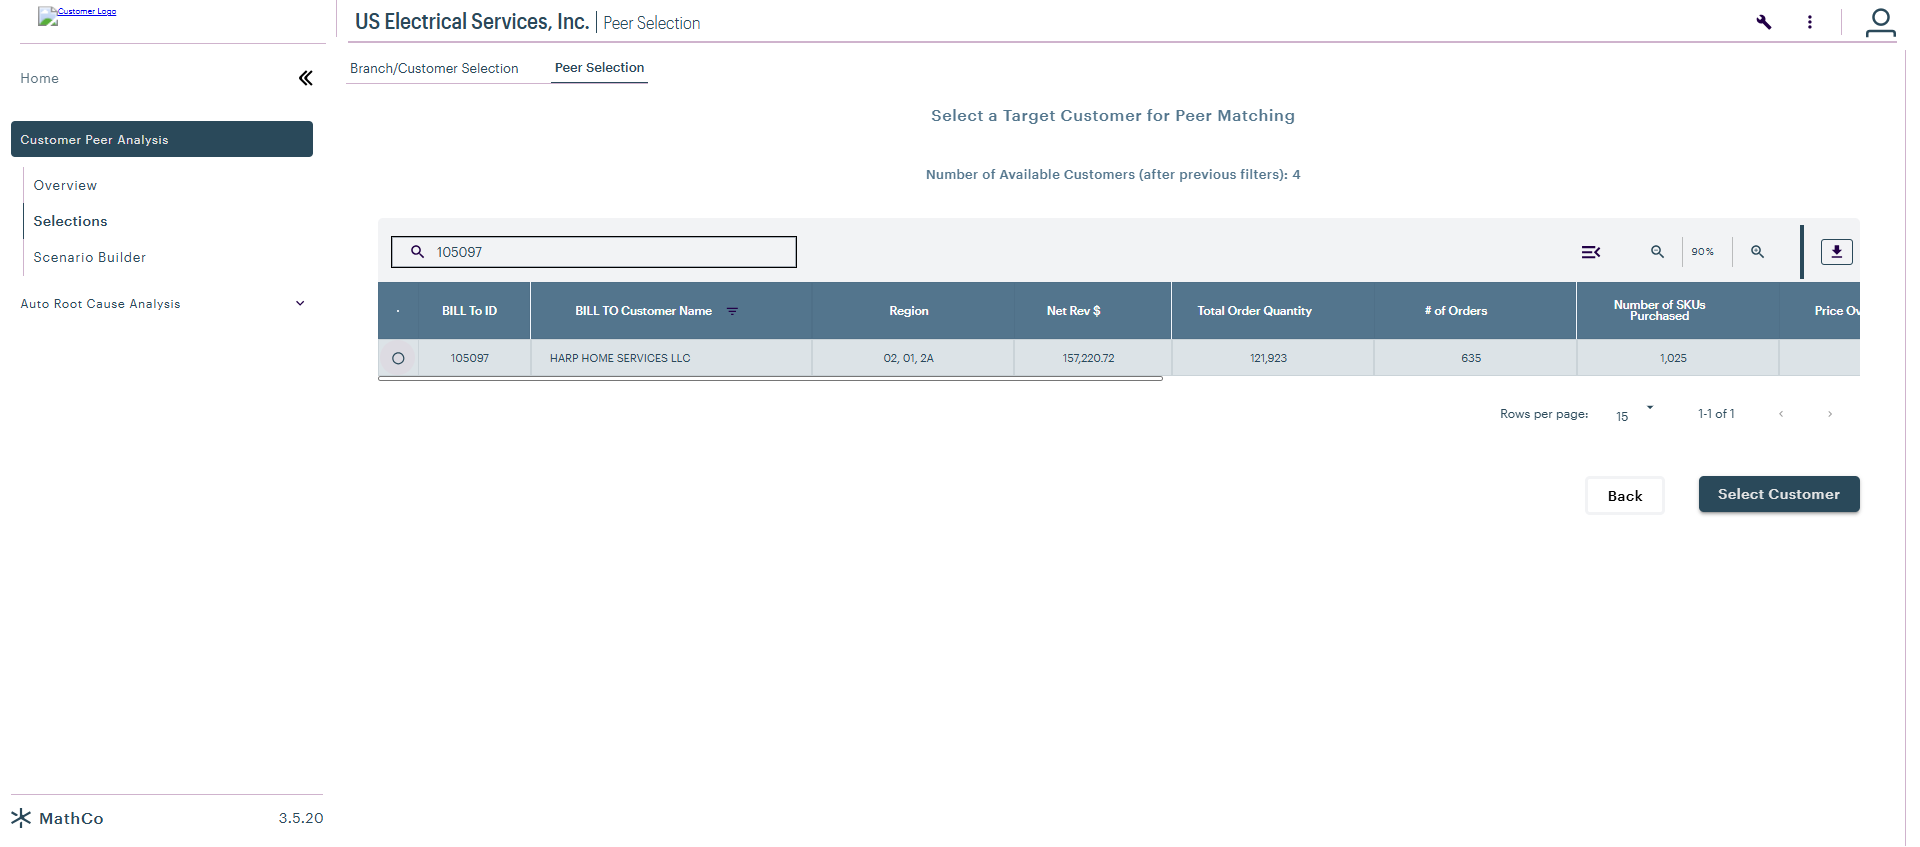 Customer Logo
US Electrical Services, Inc. | Peer Selection
Home
Branch/Customer Selection
Peer Selection
Select a Target Customer for Peer Matching
Customer Peer Analysis
Number of Available Customers (after previous filters): 4
Overview
Selections
Scenario Builder
Auto Root Cause Analysis
105097
90%
BILL To ID
BILL TO Customer Name
Region
Net Rev $
Total Order Quantity
# of Orders
Number of SKUs
Purchased
Price Ov
105097
HARP HOME SERVICES LLC
02, 01, 2A
157,220.72
121,923
635
1,025
Rows per page:
15
1-1 of 1
Back
Select Customer
MathCo
3.5.20